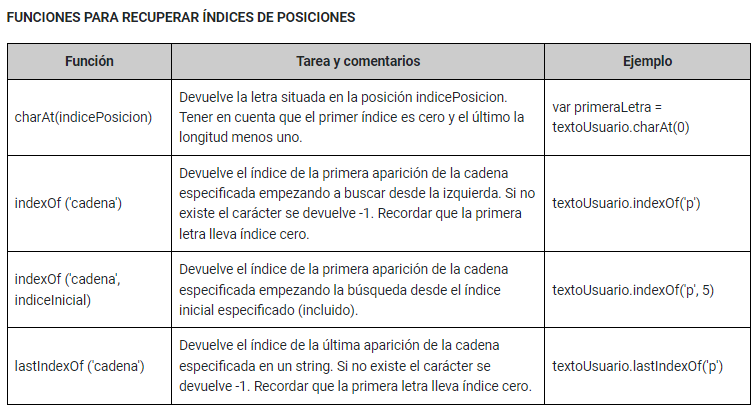 FUNCIONES PARA RECUPERAR ÍNDICES DE POSICIONES
Función
Tarea y comentarios
Ejemplo
charAt(indicePosicion)
Devuelve la letra situada en la posición indicePosicion.
Tener en cuenta que el primer índice es cero y el último la
longitud menos uno.
var primeraLetra =
textoUsuario.charAt(0)
indexOf ('cadena')
Devuelve el índice de la primera aparición de la cadena
especificada empezando a buscar desde la izquierda. Si no
existe el carácter se devuelve -1. Recordar que la primera
letra lleva índice cero.
textoUsuario.indexOf('p')
indexOf ('cadena',
indiceInicial)
Devuelve el índice de la primera aparición de la cadena
especificada empezando la búsqueda desde el índice
inicial especificado (incluido).
textoUsuario.indexOf('p', 5)
lastIndexOf ('cadena')
Devuelve el índice de la última aparición de la cadena
especificada en un string. Si no existe el carácter se
devuelve -1. Recordar que la primera letra lleva índice cero.
textoUsuario.lastIndexOf('p')